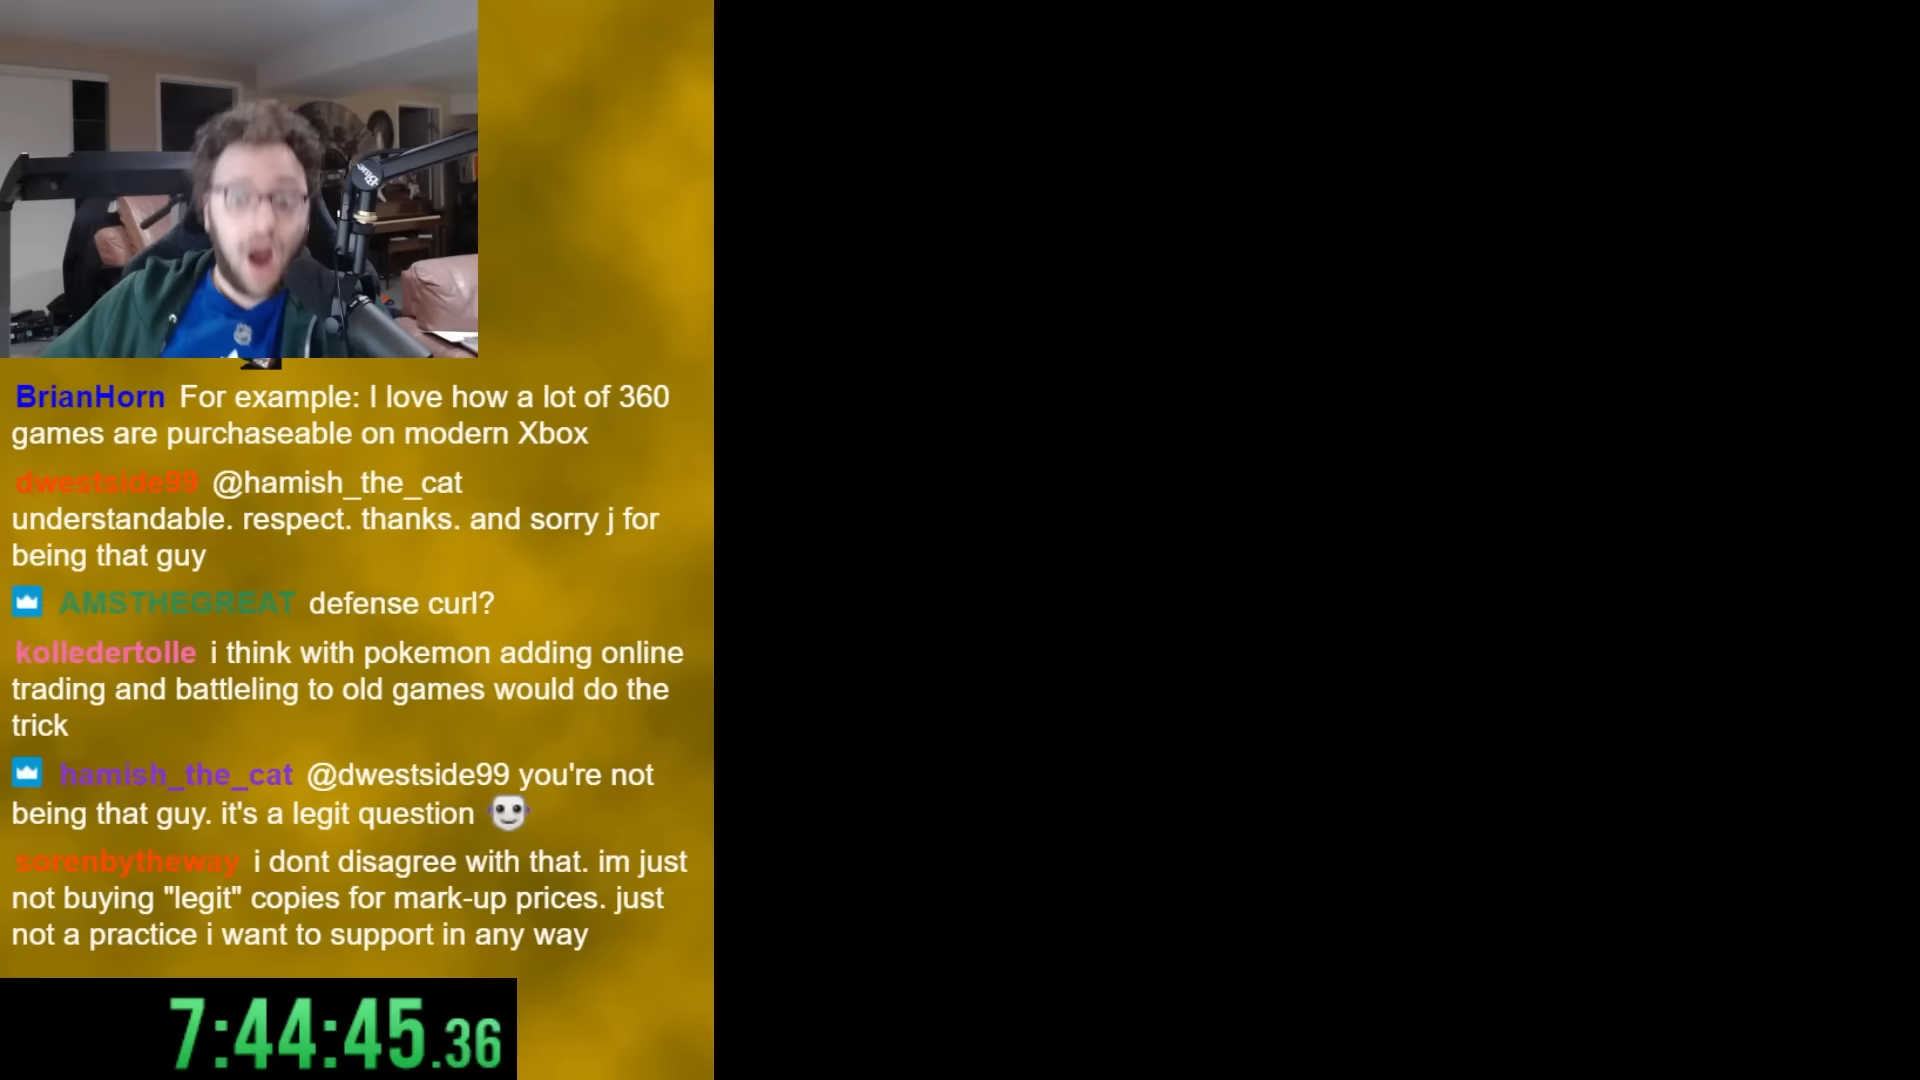 Blue
BrianHorn For example: I love how a lot of 360
games are purchaseable on modern Xbox
dwestside99 @hamish_the_cat
understandable. respect. thanks. and sorry j for
being that guy
AMSTHEGREAT defense curl?
kolledertolle i think with pokemon adding online
trading and battleling to old games would do the
trick
hamish_the_cat @dwestside99 you're not
being that guy. it's a legit question
sorenbytheway i dont disagree with that. im just
not buying "legit" copies for mark-up prices. just
not a practice i want to support in any way
7:44:45.36